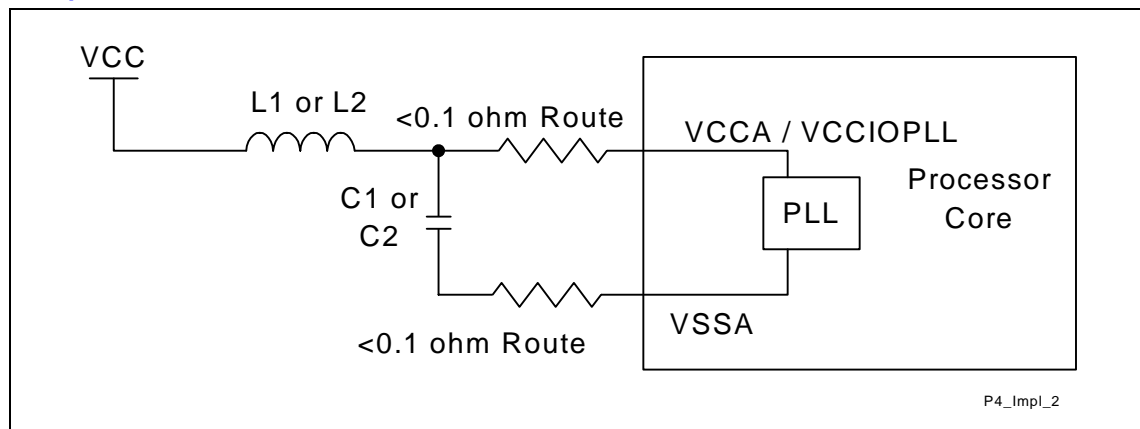 VCC
L1 or L2
<0.1 ohm Route
VCCA / VCCIOPLL
Processor
Core
C1 or
C2
PLL
VSSA
<0.1 ohm Route
P4_Impl_2